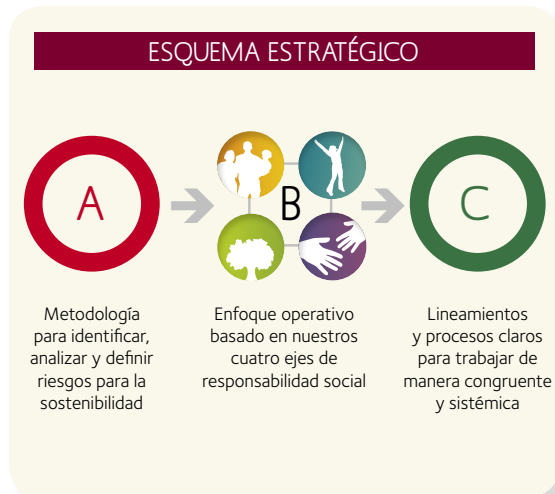 ESQUEMA ESTRATÉGICO
A
B
C
Metodología
para identificar,
analizar y definir
riesgos para la
sostenibilidad
Enfoque operativo
basado en nuestros
cuatro ejes de
responsabilidad social
Lineamientos
y procesos claros
para trabajar de
manera congruente
y sistémica